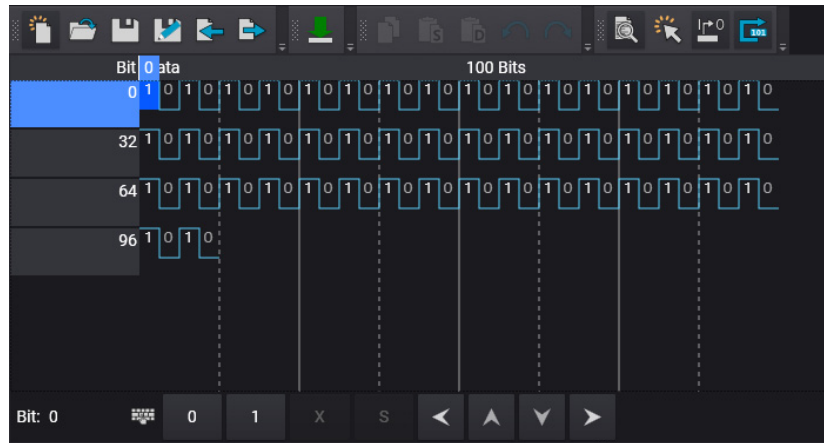 S D Ir→0 101
Bit 0 ata 100 Bits
0 1 0 1 0 1 0 1 0 1 0 1 0 1 0 1 0 1 0 1 0 1 0 1 0 1 0 1 0 1 0 1 0
32 1 0 1 0 1 0 1 0 1 0 1 0 1 0 1 0 1 0 1 0 1 0 1 0 1 0 1 0 1 0 1 0
64 1 0 1 0 1 0 1 0 1 0 1 0 1 0 1 0 1 0 1 0 1 0 1 0 1 0 1 0 1 0 1 0
96 1 0 1 0
Bit: 0 0 1 X S